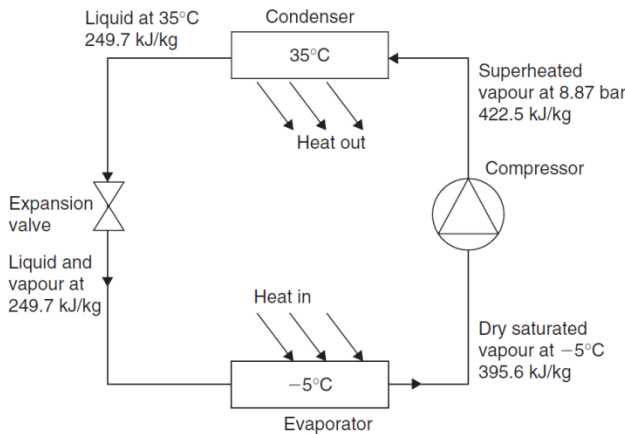 Liquid at 35°C
249.7 kJ/kg
Condenser
35°C
Heat out
Superheated
vapour at 8.87 bar
422.5 kJ/kg
Compressor
Expansion
valve
Liquid and
vapour at
249.7 kJ/kg
Heat in
−5°C
Evaporator
Dry saturated
vapour at −5°C
395.6 kJ/kg